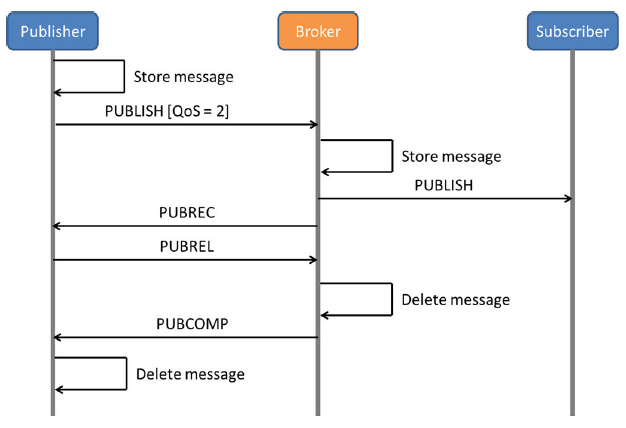 Publisher
Broker
Subscriber
Store message
PUBLISH [QoS = 2]
Store message
PUBLISH
PUBREC
PUBREL
Delete message
PUBCOMP
Delete message